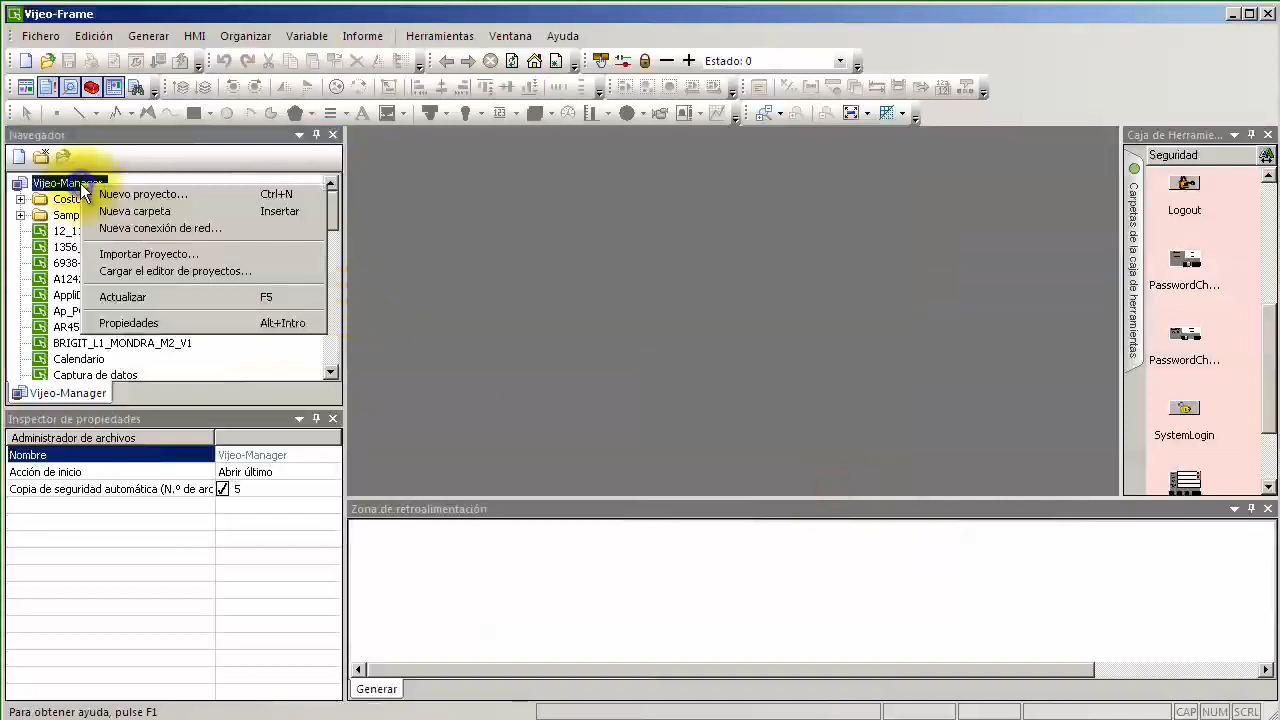 Vijeo-Frame
Fichero Edición Generar HMI Organizar Variable Informe Herramientas Ventana Ayuda
Estado: 0
Navegador
Caja de Herramie...
Seguridad
Carpetas de la caja de herramientas
Logout
PasswordCh...
PasswordCh...
SystemLogin
Vijeo-Manager
Nuevo proyecto... Ctrl+N
Nueva carpeta Insertar
Nueva conexión de red...
Importar Proyecto...
Cargar el editor de proyectos...
Actualizar F5
Propiedades Alt+Intro
Samp
1356_
6938-
BRIGIT_L1_MONDRA_M2_V1
Calendario
Captura de datos
Vijeo-Manager
Inspector de propiedades
Administrador de archivos
Nombre Vijeo-Manager
Acción de inicio Abrir último
Copia de seguridad automática (N.º de arc 5
Zona de retroalimentación
Generar
Para obtener ayuda, pulse F1
CAP NUM SCRL